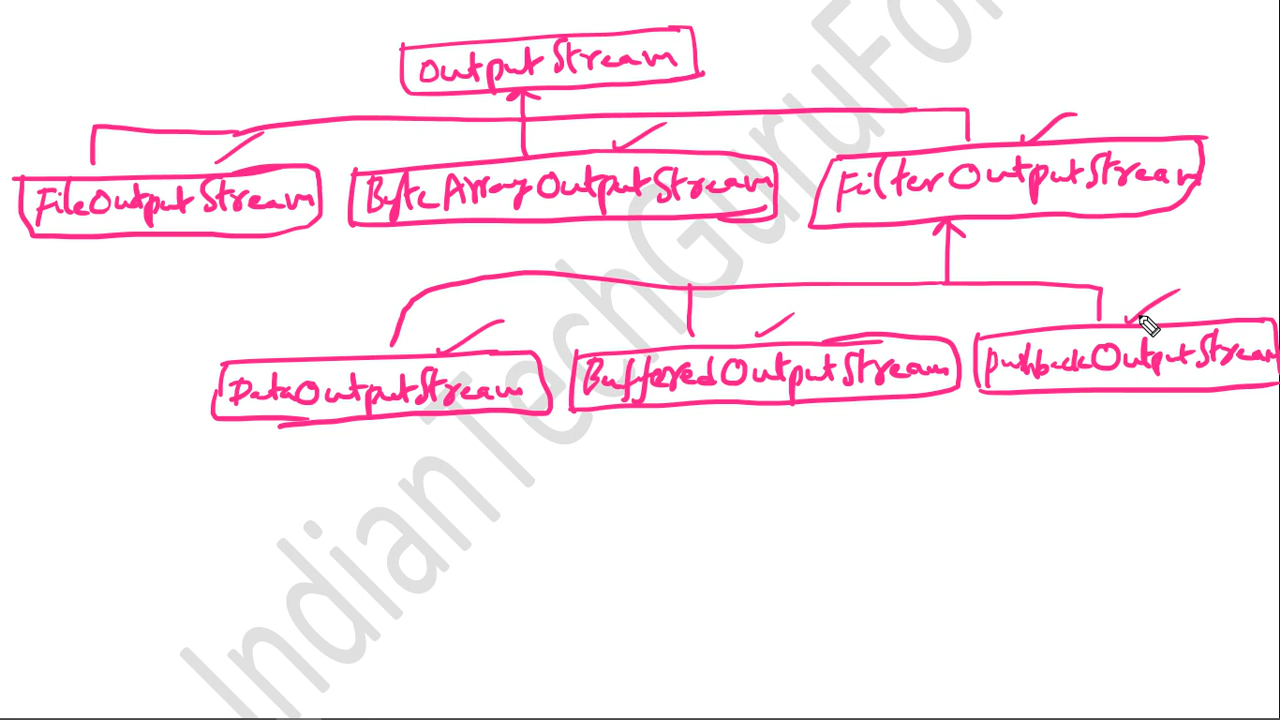 OutputStream
FileOutputStream
ByteArrayOutputStream
FilterOutputStream
DataOutputStream
BufferedOutputStream
pushbackOutputStream
IndianTechGuruFor